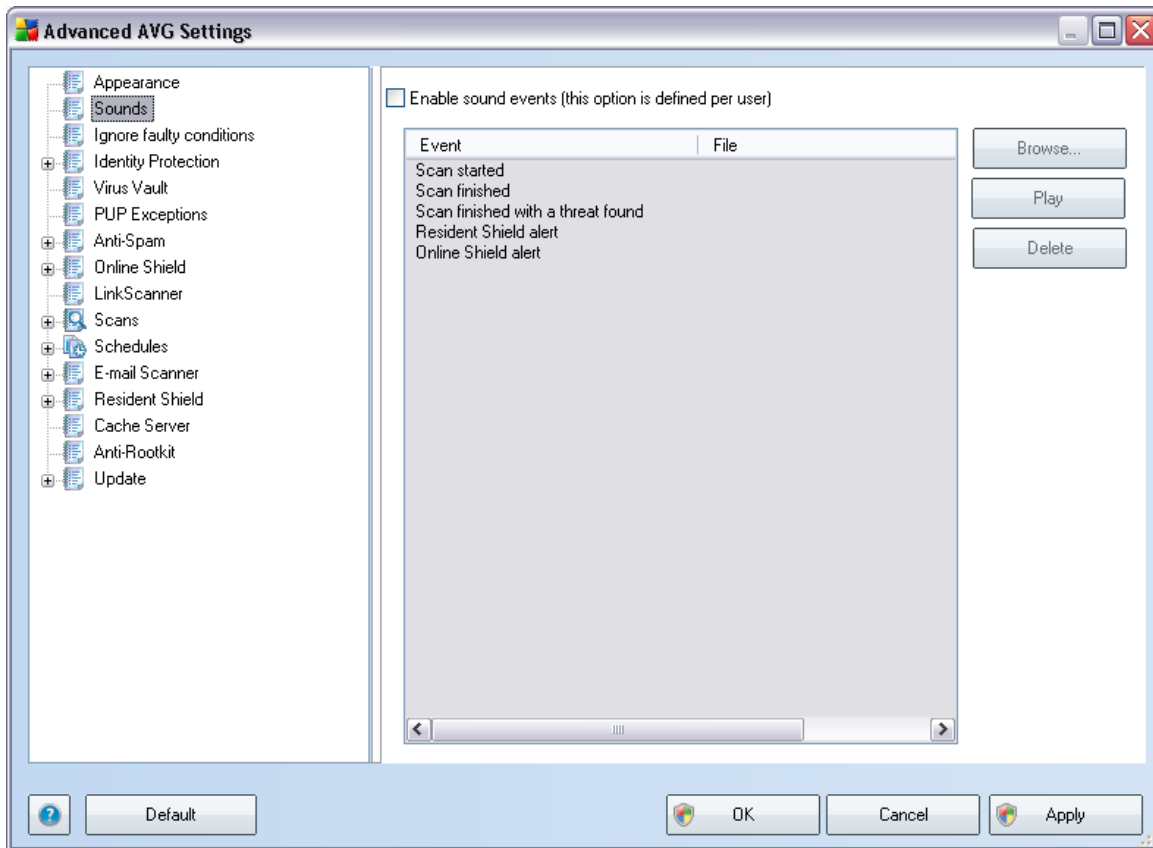 Advanced AVG Settings
Appearance
Sounds
Ignore faulty conditions
Identity Protection
Virus Vault
PUP Exceptions
Anti-Spam
Online Shield
LinkScanner
Scans
Schedules
E-mail Scanner
Resident Shield
Cache Server
Anti-Rootkit
Update
Enable sound events (this option is defined per user)
Event File
Scan started
Scan finished
Scan finished with a threat found
Resident Shield alert
Online Shield alert
Browse...
Play
Delete
? Default OK Cancel Apply